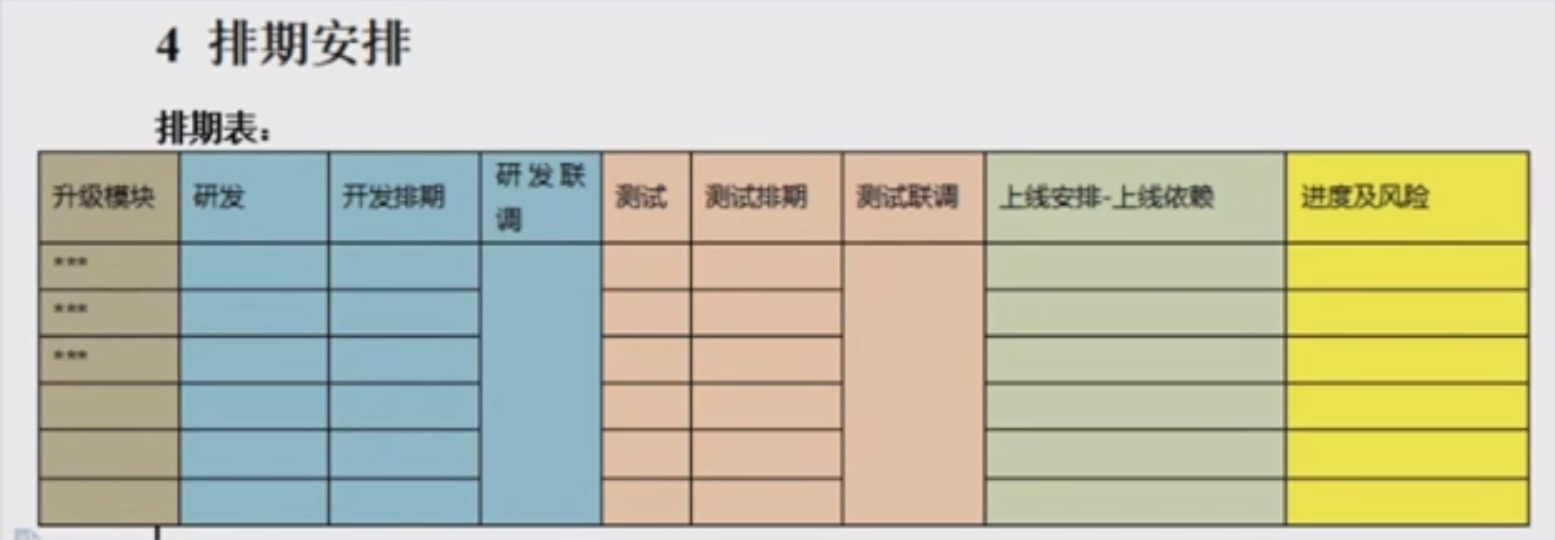 4 排期安排
排期表：
升级模块 研发 开发排期 研发联调 测试 测试排期 测试联调 上线安排-上线依赖 进度及风险
***
***
***